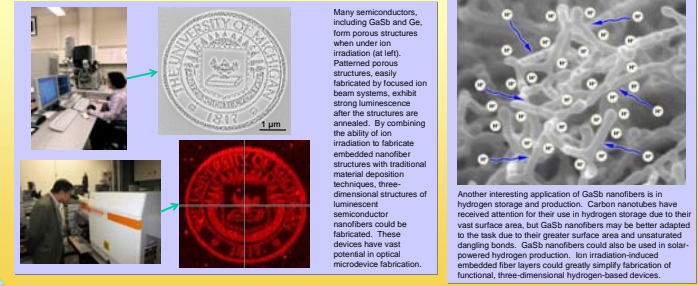 THE UNIVERSITY OF MICHIGAN
1817
1 µm
Many semiconductors,
including GaSb and Ge,
form porous structures
when under ion
irradiation (at left).
Patterned porous
structures, easily
fabricated by focused ion
beam systems, exhibit
strong luminescence
after the structures are
annealed. By combining
the ability of ion
irradiation to fabricate
embedded nanofiber
structures with traditional
material deposition
techniques, three-
dimensional structures of
luminescent
semiconductor
nanofibers could be
fabricated. These
devices have vast
potential in optical
microdevice fabrication.
Another interesting application of GaSb nanofibers is in
hydrogen storage and production. Carbon nanotubes have
received attention for their use in hydrogen storage due to their
vast surface area, but GaSb nanofibers may be better adapted
to the task due to their greater surface area and unsaturated
dangling bonds. GaSb nanofibers could also be used in solar-
powered hydrogen production. Ion irradiation-induced
embedded fiber layers could greatly simplify fabrication of
functional, three-dimensional hydrogen-based devices.